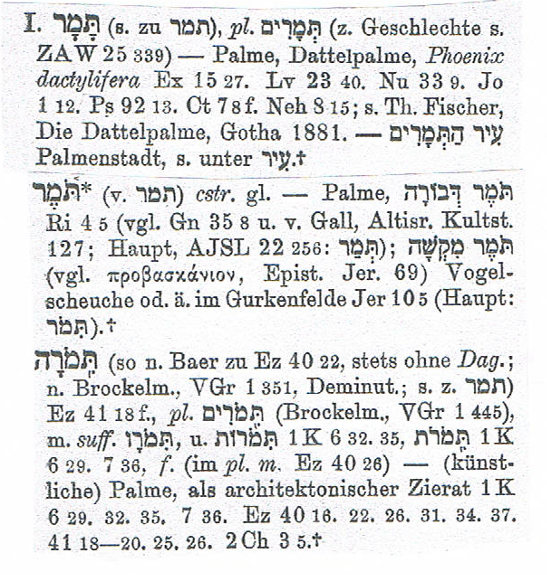 I. תָּמָר (s. zu תמר), pl. תְּמָרִים (z. Geschlechte s.
ZAW 25 339) — Palme, Dattelpalme, Phoenix
dactylifera Ex 15 27. Lv 23 40. Nu 33 9. Jo
1 12. Ps 92 13. Ct 7 8 f. Neh 8 15; s. Th. Fischer,
Die Dattelpalme, Gotha 1881. — עִיר הַתְּמָרִים
Palmenstadt, s. unter עִיר.†
תֹּמֶר* (v. תמר) cstr. gl. — Palme, תֹּמֶר דְּבוֹרָה
Ri 4 5 (vgl. Gn 35 8 u. v. Gall, Altisr. Kultst.
127; Haupt, AJSL 22 256: תְּמַר); תֹּמֶר מִקְשָׁה
(vgl. προβασκάνιον, Epist. Jer. 69) Vogel-
scheuche od. ä. im Gurkenfelde Jer 10 5 (Haupt:
תִּמֹר).†
תִּמֹרָה (so n. Baer zu Ez 40 22, stets ohne Dag.;
n. Brockelm., VGr 1 351, Deminut.; s. z. תמר)
Ez 41 18 f., pl. תִּמֹרִים (Brockelm., VGr 1 445),
m. suff. תִּמֹרָו, u. תִּמֹרוֹת 1 K 6 32. 35, תִּמֹרֹת 1 K
6 29. 7 36, f. (im pl. m. Ez 40 26) — (künst-
liche) Palme, als architektonischer Zierat 1 K
6 29. 32. 35. 7 36. Ez 40 16. 22. 26. 31. 34. 37.
41 18—20. 25. 26. 2 Ch 3 5.†